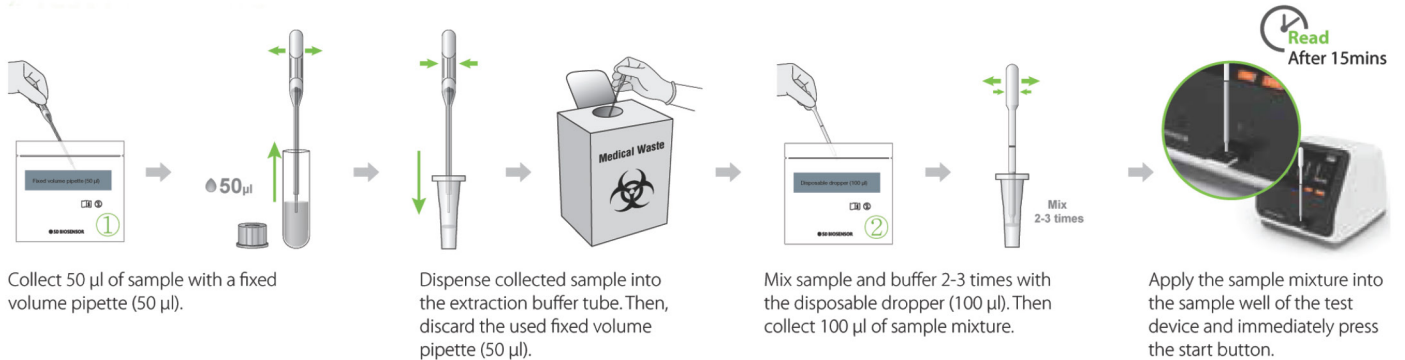 Read
After 15mins
Fixed volume pipette (50 µl)
① 
SD BIOSENSOR
50µl
Medical Waste
Disposable dropper (100 µl)
②
SD BIOSENSOR
Mix
2-3 times
Collect 50 µl of sample with a fixed
volume pipette (50 µl).
Dispense collected sample into
the extraction buffer tube. Then,
discard the used fixed volume
pipette (50 µl).
Mix sample and buffer 2-3 times with
the disposable dropper (100 µl). Then
collect 100 µl of sample mixture.
Apply the sample mixture into
the sample well of the test
device and immediately press
the start button.